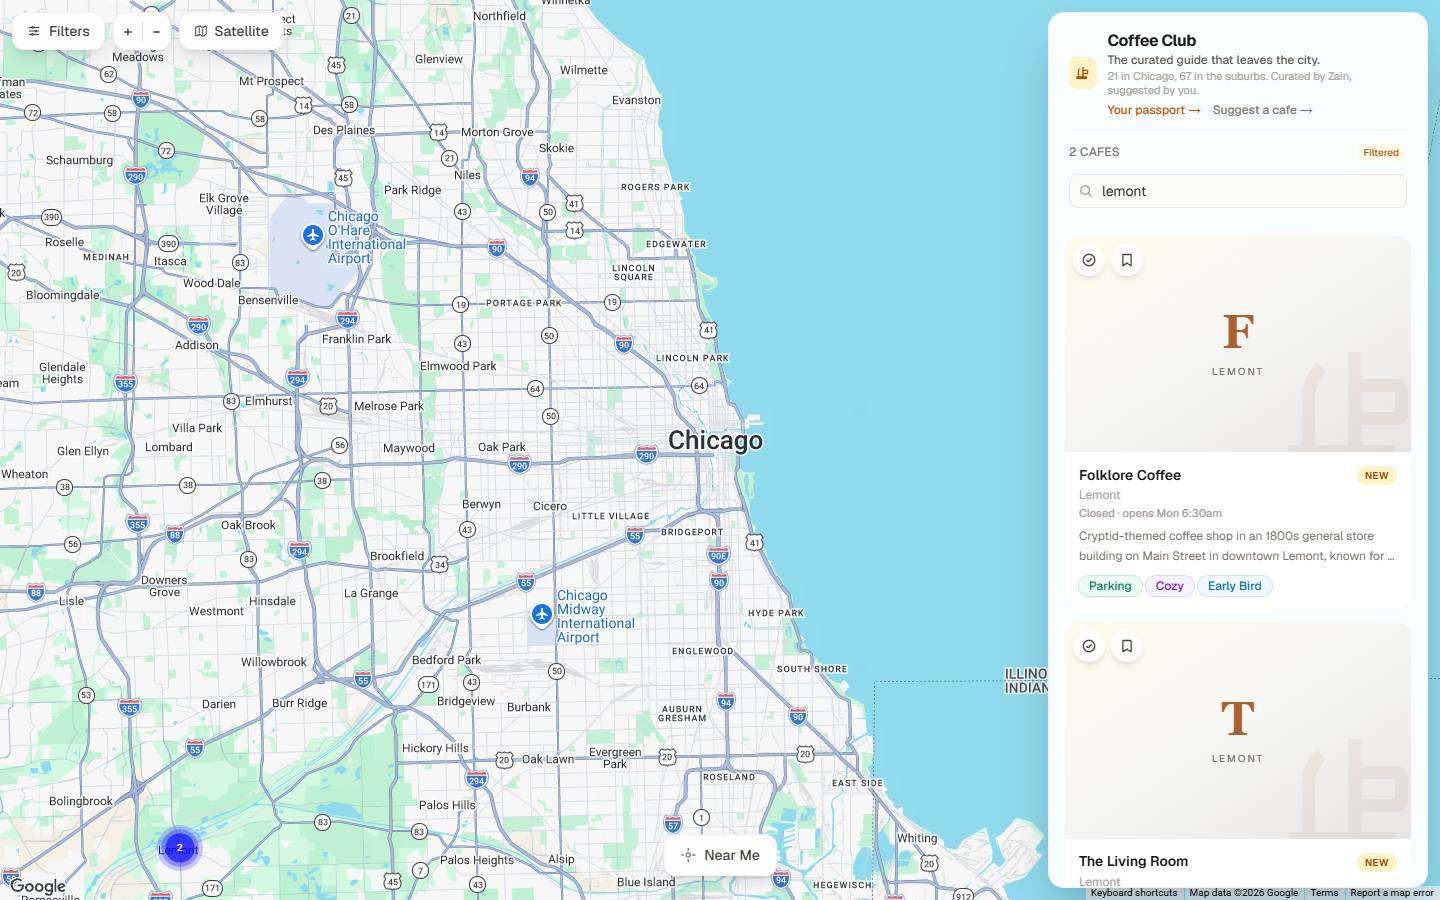 Filters
+
−
Satellite
Northfield
Meadows
Glenview
Mt Prospect
Wilmette
Evanston
Des Plaines
Morton Grove
Skokie
Schaumburg
Niles
Park Ridge
ROGERS PARK
Elk Grove
Village
Chicago
O'Hare
International
Airport
Roselle
MEDINAH
Itasca
EDGEWATER
LINCOLN
SQUARE
Wood Dale
Bloomingdale
Bensenville
PORTAGE PARK
Addison
Franklin Park
LINCOLN PARK
Glendale
Heights
Elmwood Park
Elmhurst
Melrose Park
Villa Park
Chicago
Glen Ellyn
Lombard
Maywood
Oak Park
Wheaton
Berwyn
Cicero
LITTLE VILLAGE
Oak Brook
BRIDGEPORT
Brookfield
Downers
Grove
Lisle
Hinsdale
La Grange
Westmont
Chicago
Midway
International
Airport
HYDE PARK
ENGLEWOOD
Willowbrook
Bedford Park
SOUTH SHORE
Darien
Burr Ridge
Bridgeview
Burbank
AUBURN
GRESHAM
Hickory Hills
Oak Lawn
Evergreen
Park
ROSELAND
EAST SIDE
Bolingbrook
Palos Hills
Lemont
2
Near Me
Whiting
Palos Heights
Alsip
Blue Island
HEGEWISCH
Google
Coffee Club
The curated guide that leaves the city.
21 in Chicago, 67 in the suburbs. Curated by Zain,
suggested by you.
Your passport → Suggest a cafe →
2 CAFES
Filtered
lemont
F
LEMONT
Folklore Coffee
NEW
Lemont
Closed · opens Mon 6:30am
Cryptid-themed coffee shop in an 1800s general store
building on Main Street in downtown Lemont, known for ...
Parking
Cozy
Early Bird
T
LEMONT
The Living Room
NEW
Lemont
Keyboard shortcuts
Map data ©2026 Google
Terms
Report a map error